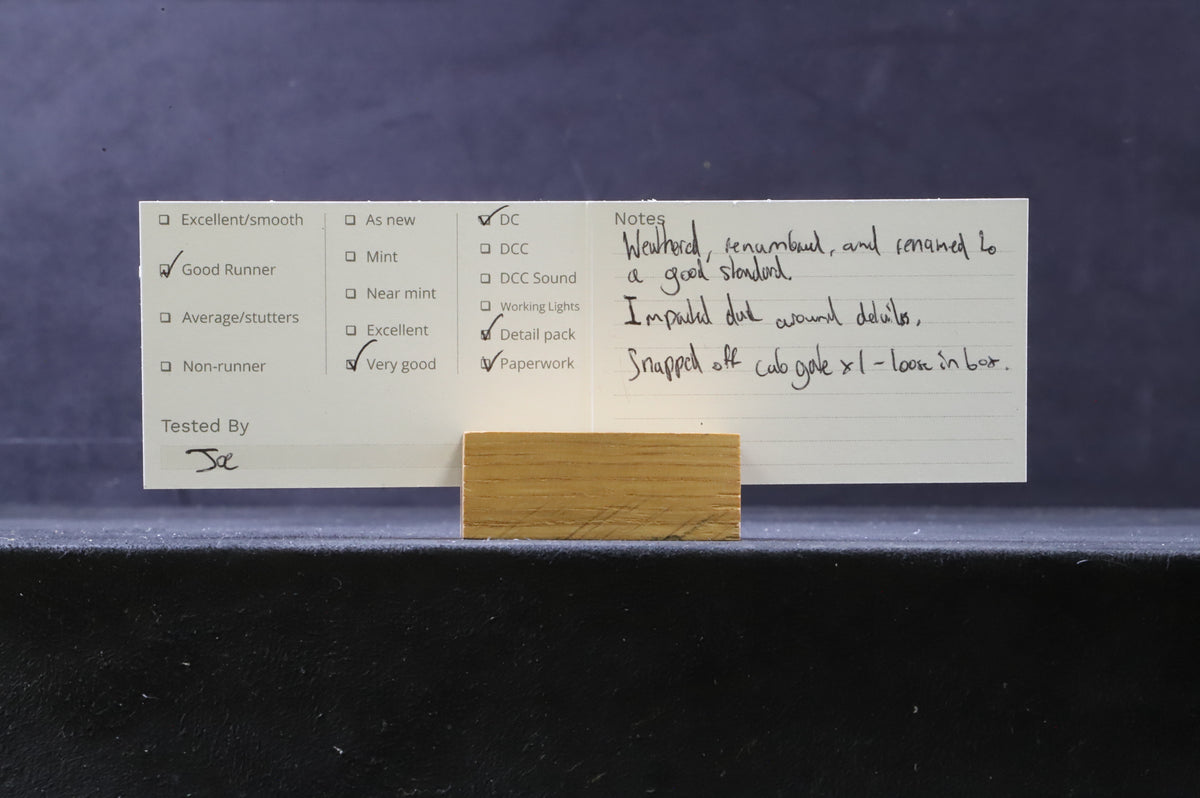 Excellent/smooth
Good Runner
Average/stutters
Non-runner
As new
Mint
Near mint
Excellent
Very good
DC
DCC
DCC Sound
Working Lights
Detail pack
Paperwork
Tested By
Joe
Notes
Weathered, renumbered, and renamed to
a good standard.
Impacted dust around details.
Snapped off cab gate x1 - loose in box.